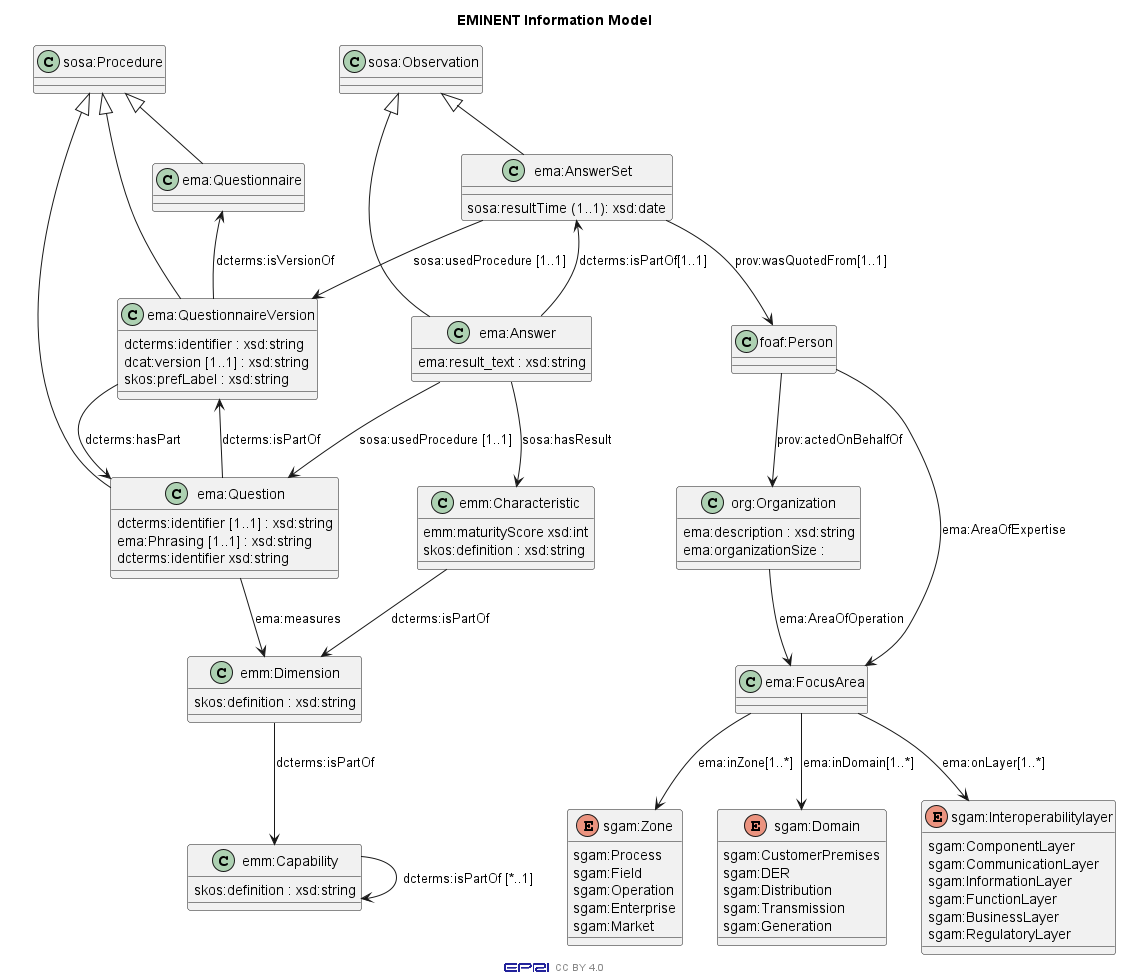 EMINENT Information Model
C sosa:Procedure
C sosa:Observation
C ema:Questionnaire
C ema:AnswerSet
sosa:resultTime (1..1): xsd:date
dcterms:isVersionOf
sosa:usedProcedure [1..1]
dcterms:isPartOf[1..1]
prov:wasQuotedFrom[1..1]
C ema:QuestionnaireVersion
dcterms:identifier : xsd:string
dcat:version [1..1] : xsd:string
skos:prefLabel : xsd:string
C ema:Answer
ema:result_text : xsd:string
C foaf:Person
dcterms:hasPart
dcterms:isPartOf
sosa:usedProcedure [1..1]
sosa:hasResult
prov:actedOnBehalfOf
C ema:Question
dcterms:identifier [1..1] : xsd:string
ema:Phrasing [1..1] : xsd:string
dcterms:identifier xsd:string
C emm:Characteristic
emm:maturityScore xsd:int
skos:definition : xsd:string
C org:Organization
ema:description : xsd:string
ema:organizationSize :
ema:AreaOfExpertise
ema:measures
dcterms:isPartOf
ema:AreaOfOperation
C emm:Dimension
skos:definition : xsd:string
C ema:FocusArea
dcterms:isPartOf
ema:inZone[1..*]
ema:inDomain[1..*]
ema:onLayer[1..*]
C emm:Capability
skos:definition : xsd:string
dcterms:isPartOf [*..1]
E sgam:Zone
sgam:Process
sgam:Field
sgam:Operation
sgam:Enterprise
sgam:Market
E sgam:Domain
sgam:CustomerPremises
sgam:DER
sgam:Distribution
sgam:Transmission
sgam:Generation
E sgam:Interoperabilitylayer
sgam:ComponentLayer
sgam:CommunicationLayer
sgam:InformationLayer
sgam:FunctionLayer
sgam:BusinessLayer
sgam:RegulatoryLayer
EPRI CC BY 4.0